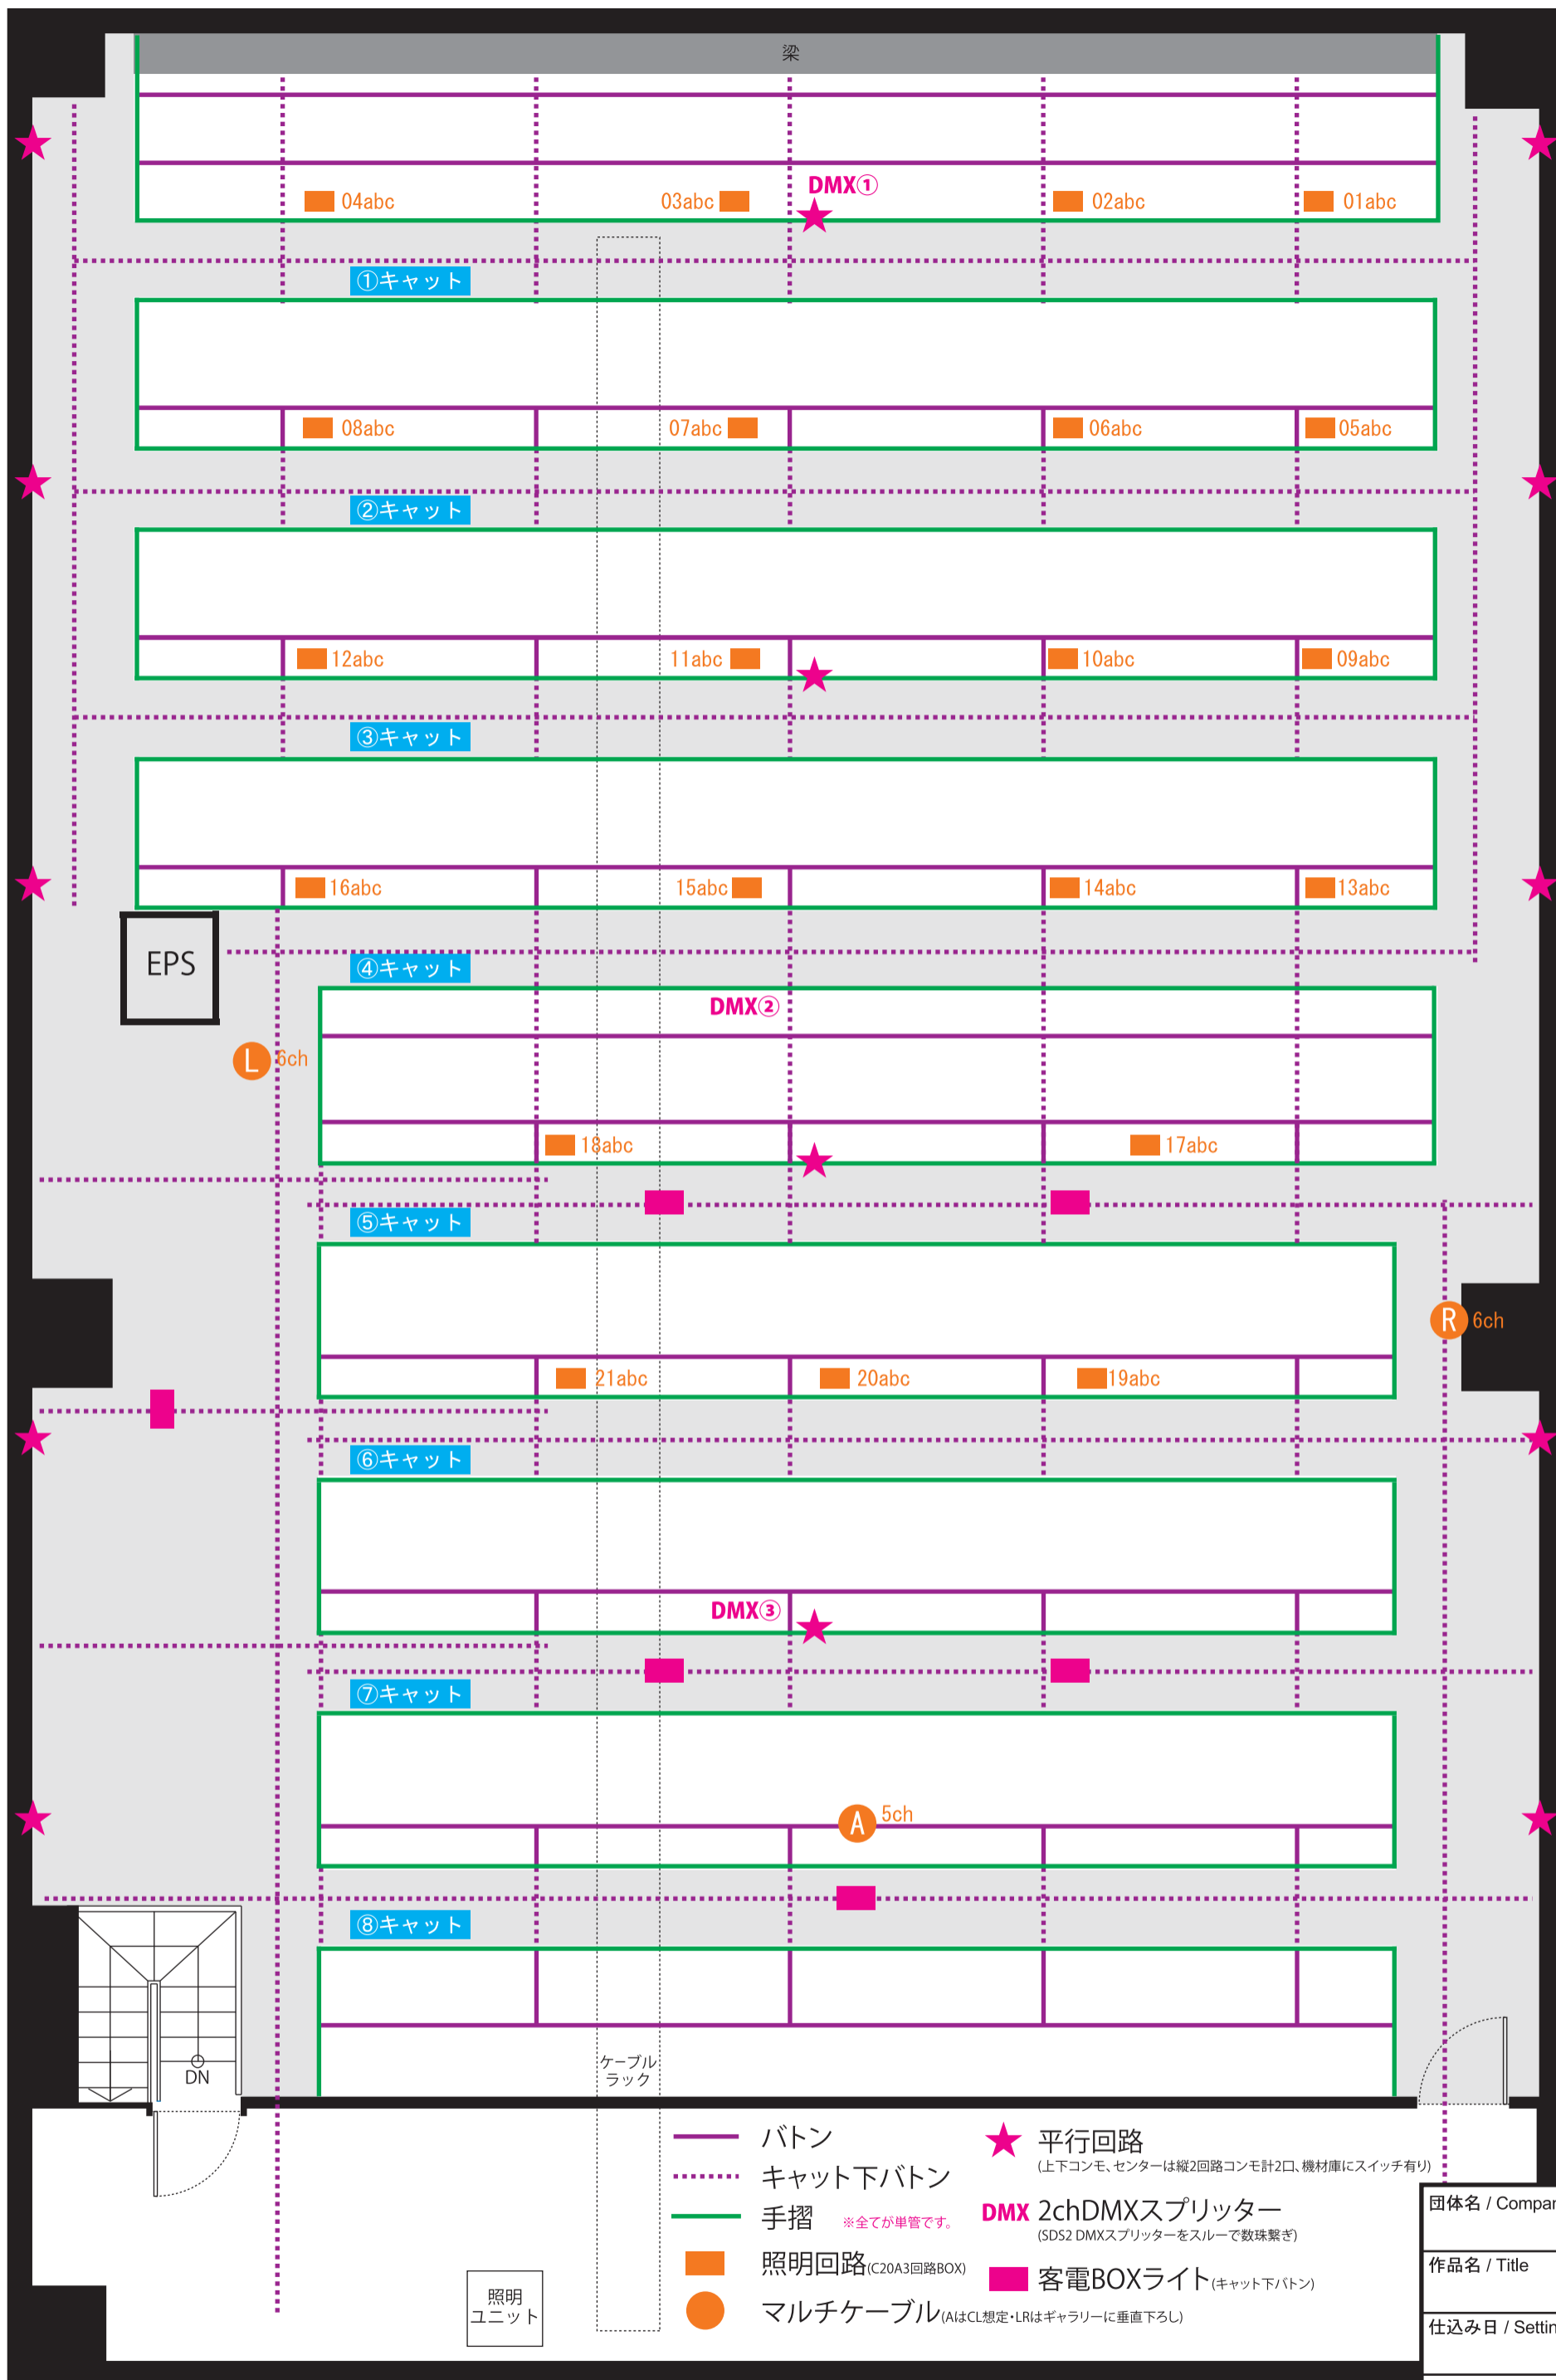 梁
DMX①
04abc
03abc
02abc
01abc
①キャット
08abc
07abc
06abc
05abc
②キャット
12abc
11abc
10abc
09abc
③キャット
16abc
15abc
14abc
13abc
EPS
④キャット
DMX②
L 6ch
18abc
17abc
⑤キャット
R 6ch
21abc
20abc
19abc
⑥キャット
DMX③
⑦キャット
A 5ch
⑧キャット
DN
ケーブル
ラック
バトン
キャット下バトン
手摺 ※全てが単管です。
照明回路(C20A3回路BOX)
マルチケーブル(AはCL想定・LRはギャラリーに垂直下ろし)
平行回路
(上下コンモ、センターは縦2回路コンモ計2口、機材庫にスイッチ有り)
DMX 2chDMXスプリッター
(SDS2 DMXスプリッターをスルーで数珠繋ぎ)
客電BOXライト(キャット下バトン)
照明
ユニット
団体名 / Compan
作品名 / Title
仕込み日 / Settin